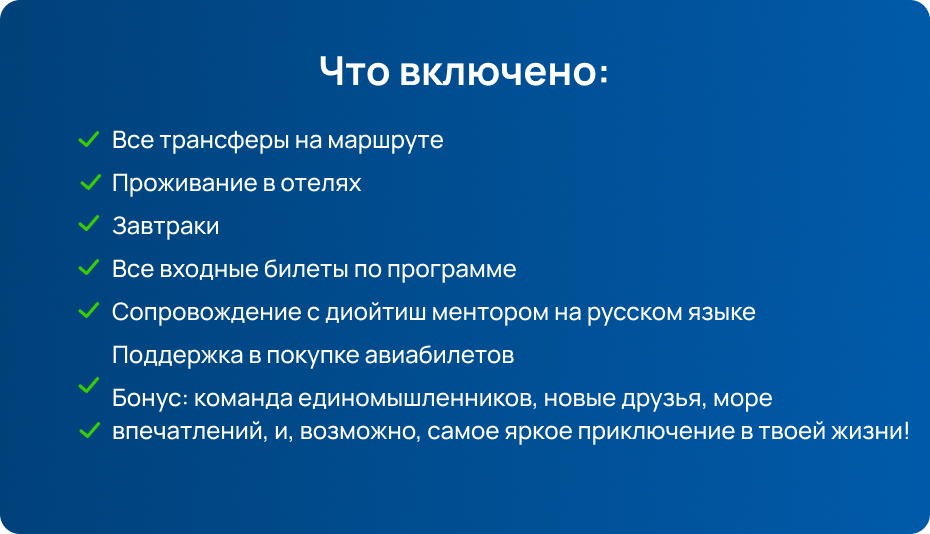 Что включено:
Все трансферы на маршруте
Проживание в отелях
Завтраки
Все входные билеты по программе
Сопровождение с диойтиш ментором на русском языке
Поддержка в покупке авиабилетов
Бонус: команда единомышленников, новые друзья, море
впечатлений, и, возможно, самое яркое приключение в твоей жизни!